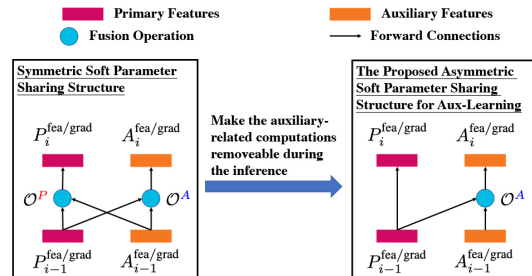 Primary Features
Auxiliary Features
Fusion Operation
Forward Connections
Symmetric Soft Parameter
Sharing Structure
P_i^{fea/grad} A_i^{fea/grad}
O^P O^A
P_{i-1}^{fea/grad} A_{i-1}^{fea/grad}
Make the auxiliary-
related computations
removeable during
the inference
The Proposed Asymmetric
Soft Parameter Sharing
Structure for Aux-Learning
P_i^{fea/grad} A_i^{fea/grad}
O^A
P_{i-1}^{fea/grad} A_{i-1}^{fea/grad}